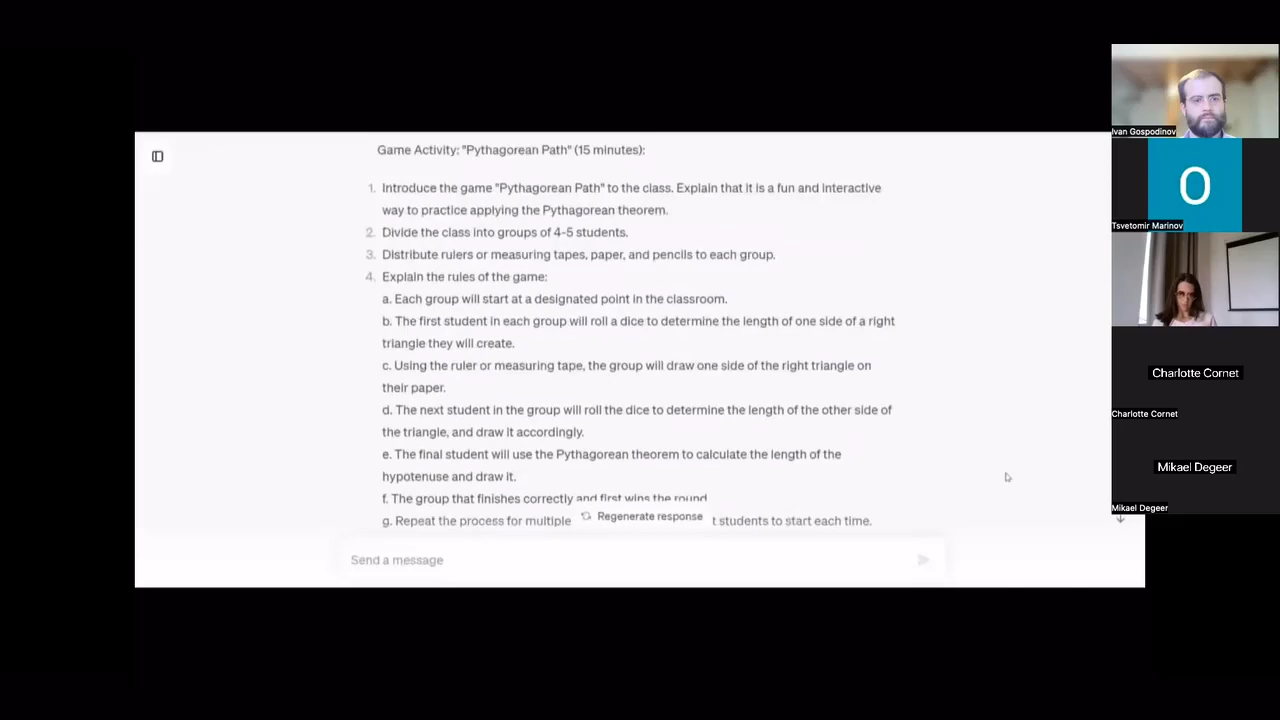 Game Activity: "Pythagorean Path" (15 minutes):
1. Introduce the game "Pythagorean Path" to the class. Explain that it is a fun and interactive
way to practice applying the Pythagorean theorem.
2. Divide the class into groups of 4-5 students.
3. Distribute rulers or measuring tapes, paper, and pencils to each group.
4. Explain the rules of the game:
a. Each group will start at a designated point in the classroom.
b. The first student in each group will roll a dice to determine the length of one side of a right
triangle they will create.
c. Using the ruler or measuring tape, the group will draw one side of the right triangle on
their paper.
d. The next student in the group will roll the dice to determine the length of the other side of
the triangle, and draw it accordingly.
e. The final student will use the Pythagorean theorem to calculate the length of the
hypotenuse and draw it.
f. The group that finishes correctly and first wins the round
g. Repeat the process for multiple
t students to start each time.
Regenerate response
Send a message
Ivan Gospodinov
O
Tsvetomir Marinov
Charlotte Cornet
Charlotte Cornet
Mikael Degeer
Mikael Degeer